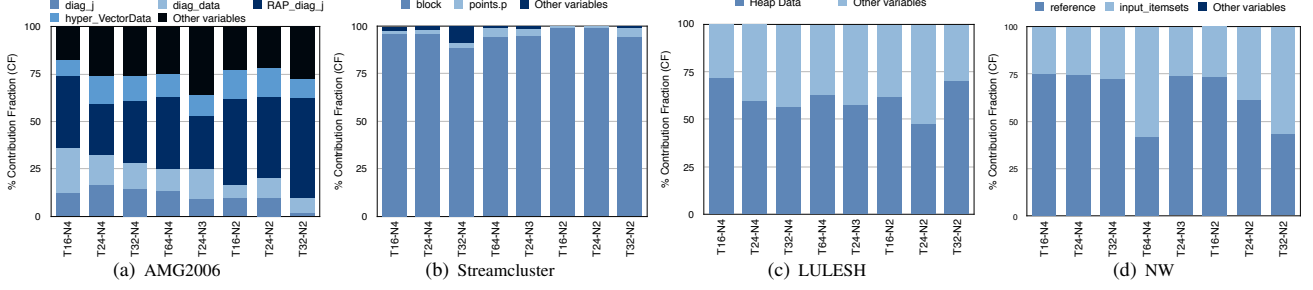 diag_j diag_data RAP_diag_j
hyper_VectorData Other variables
% Contribution Fraction (CF)
100
75
50
25
0
T16-N4 T24-N4 T32-N4 T64-N4 T24-N3 T16-N2 T24-N2 T32-N2
(a) AMG2006
block points.p Other variables
% Contribution Fraction (CF)
100
75
50
25
0
T16-N4 T24-N4 T32-N4 T64-N4 T24-N3 T16-N2 T24-N2 T32-N2
(b) Streamcluster
Heap Data Other variables
% Contribution Fraction (CF)
100
75
50
25
0
T16-N4 T24-N4 T32-N4 T64-N4 T24-N3 T16-N2 T24-N2 T32-N2
(c) LULESH
reference input_itemsets Other variables
% Contribution Fraction (CF)
100
75
50
25
0
T16-N4 T24-N4 T32-N4 T64-N4 T24-N3 T16-N2 T24-N2 T32-N2
(d) NW